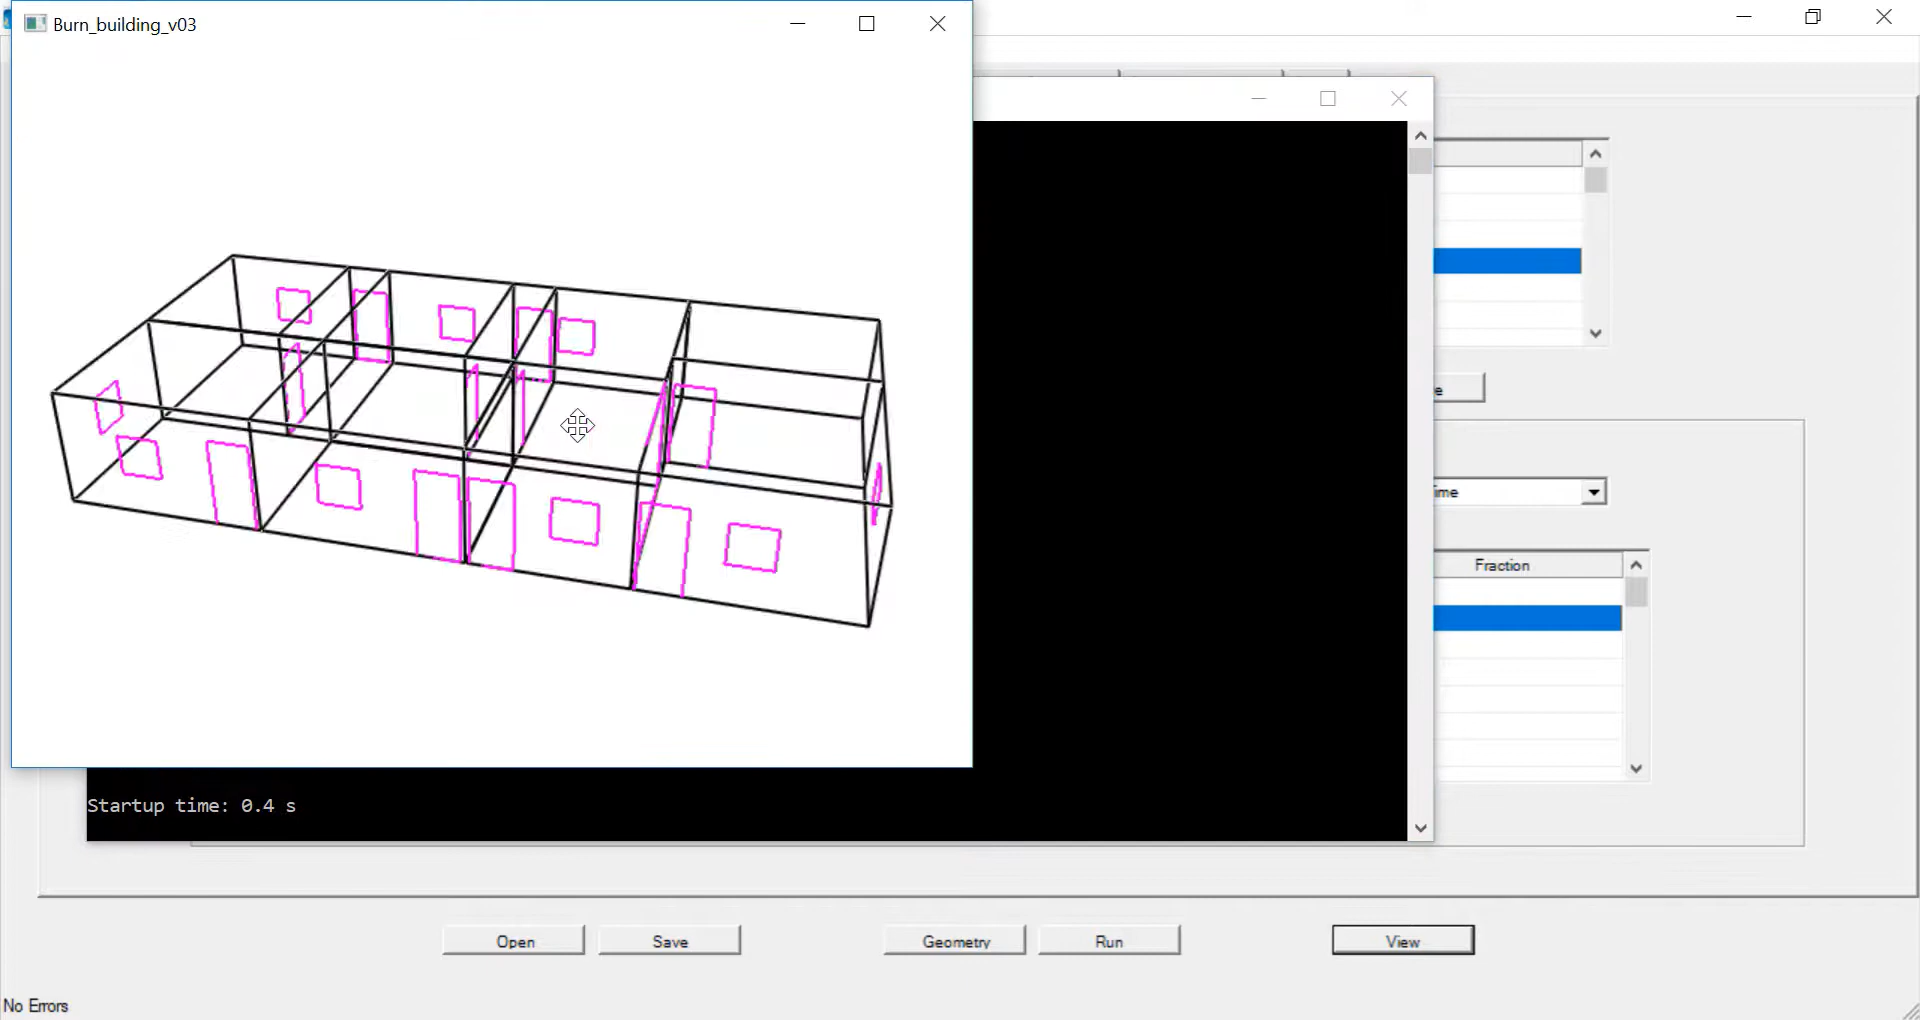 Burn_building_v03
Fraction
Startup time: 0.4 s
Open
Save
Geometry
Run
View
No Errors